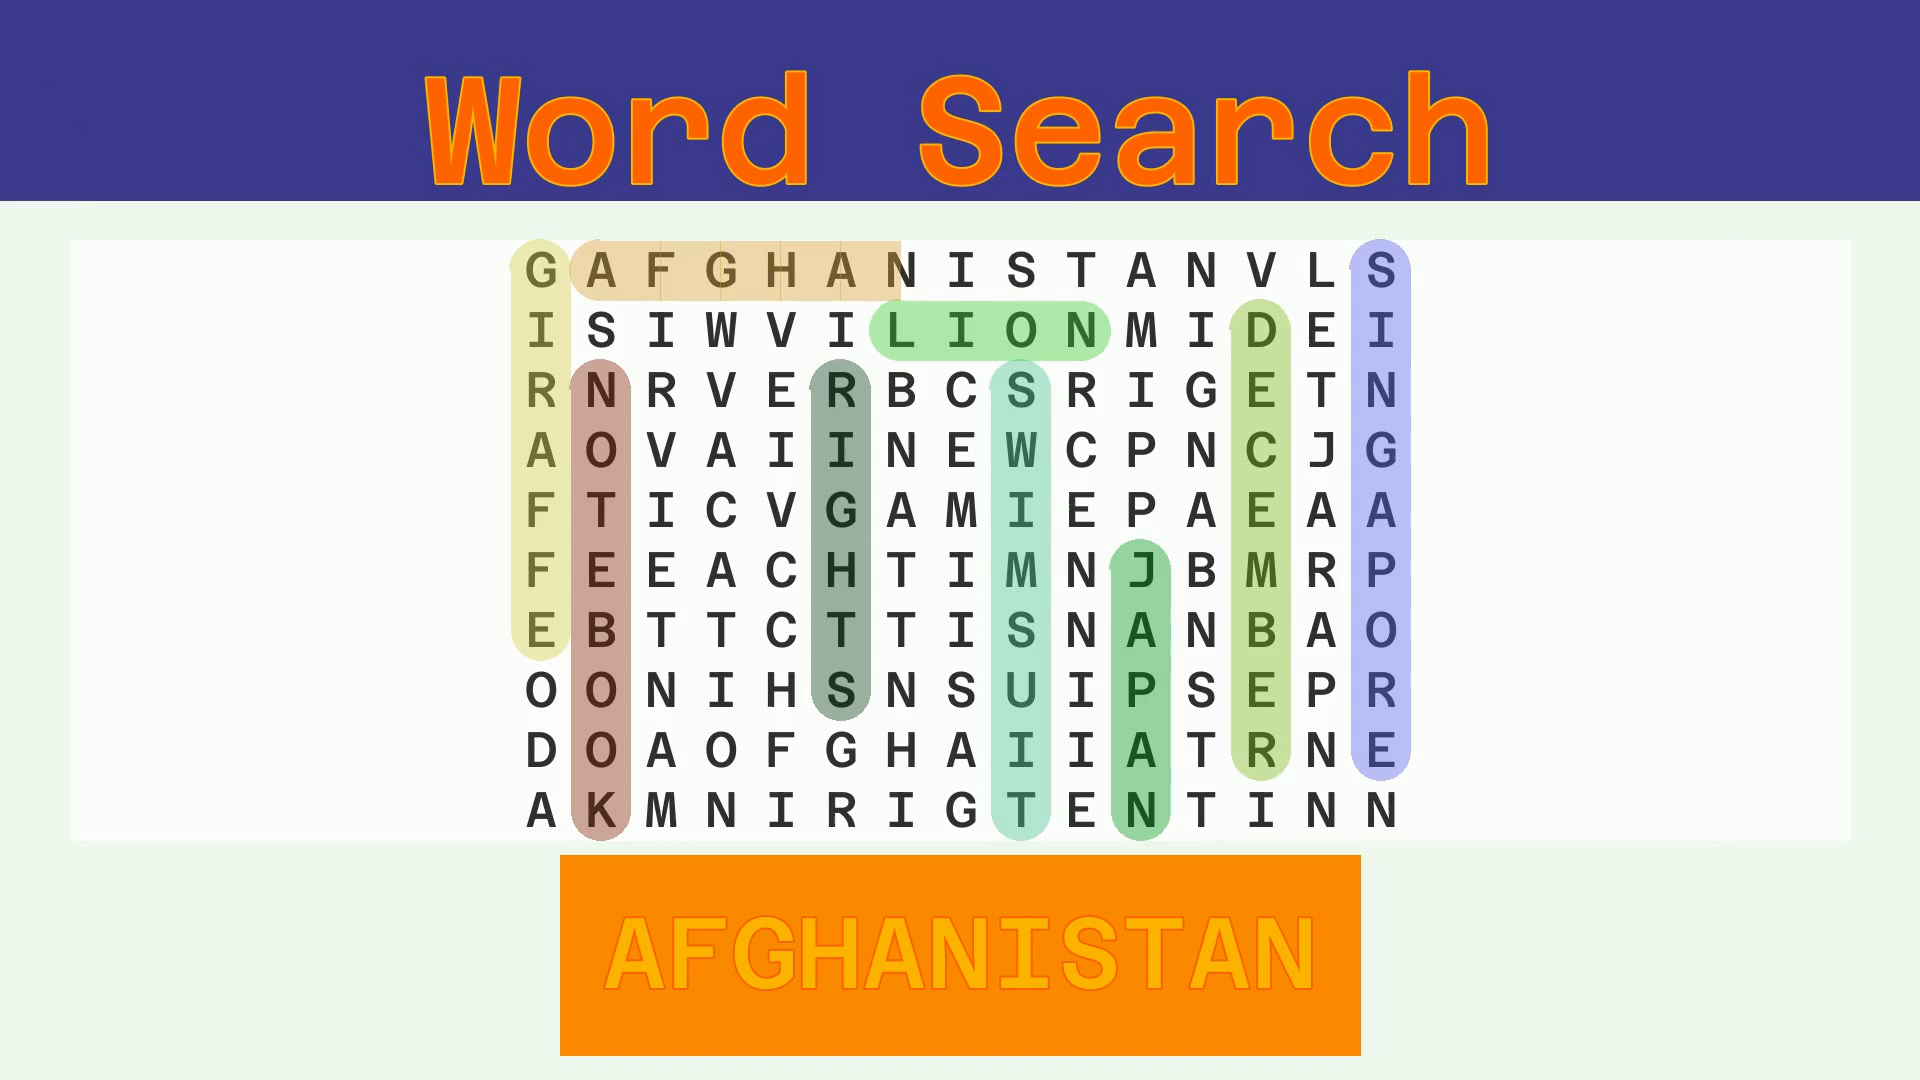 Word Search
G A F G H A N I S T A N V L S
I S I W V I L I O N M I D E I
R N R V E R B C S R I G E T N
A O V A I I N E W C P N C J G
F T I C V G A M I E P A E A A
F E E A C H T I M N J B M R P
E B T T C T T I S N A N B A O
O O N I H S N S U I P S E P R
D O A O F G H A I I A T R N E
A K M N I R I G T E N T I N N
AFGHANISTAN